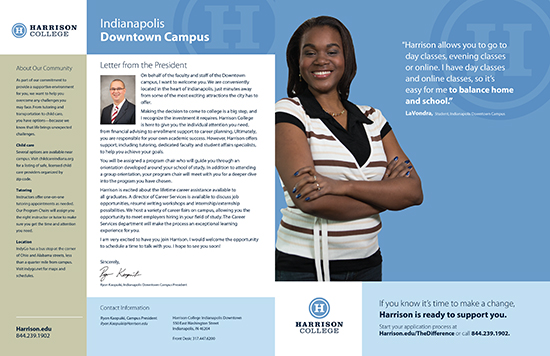 HARRISON
COLLEGE
About Our Community
As part of our commitment to
provide a supportive environment
for you, we want to help you
overcome any challenges you
may face. From tutoring and
transportation to child care,
you have options – because we
know that life brings unexpected
challenges.
Child care
Several options are available near
campus. Visit childcareindiana.org
for a listing of safe, licensed child
care providers organized by
zip code.
Tutoring
Instructors offer one-on-one
tutoring appointments as needed.
Our Program Chairs will assign you
the right instructor or tutor to make
sure you get the time and attention
you need.
Location
IndyGo has a bus stop at the corner
of Ohio and Alabama streets, less
than a quarter-mile from campus.
Visit indygo.net for maps and
schedules.
Harrison.edu
844.239.1902
Indianapolis
Downtown Campus
Letter from the President
On behalf of the faculty and staff of the Downtown
campus, I want to welcome you. We are conveniently
located in the heart of Indianapolis, just minutes away
from some of the most exciting attractions the city has to
offer.
Making the decision to come to college is a big step, and
I recognize the investment it requires. Harrison College
is here to give you the individual attention you need,
from financial advising to enrollment support to career planning. Ultimately,
you are responsible for your own academic success. However, Harrison offers
support, including tutoring, dedicated faculty and student affairs specialists,
to help you achieve your goals.
You will be assigned a program chair who will guide you through an
orientation developed around your school of study. In addition to attending
a group orientation, your program chair will meet with you for a deeper dive
into the program you have chosen.
Harrison is excited about the lifetime career assistance available to
all graduates. A director of Career Services is available to discuss job
opportunities, resume writing workshops and internship/externship
possibilities. We host a variety of career fairs on campus, allowing you the
opportunity to meet employers hiring in your field of study. The Career
Services department will make the process an exceptional learning
experience for you.
I am very excited to have you join Harrison. I would welcome the opportunity
to schedule a time to talk with you. I hope to see you soon!
Sincerely,
Contact Information
Harrison College Indianapolis Downtown
550 East Washington Street
Indianapolis, IN 46204
Front Desk: 317.447.6200
“Harrison allows you to go to
day classes, evening classes
or online. I have day classes
and online classes, so it’s
easy for me to balance home
and school.”
LaVondra, Student, Indianapolis Downtown Campus
HARRISON
COLLEGE
If you know it’s time to make a change,
Harrison is ready to support you.
Start your application process at
Harrison.edu/TheDifference or call 844.239.1902.